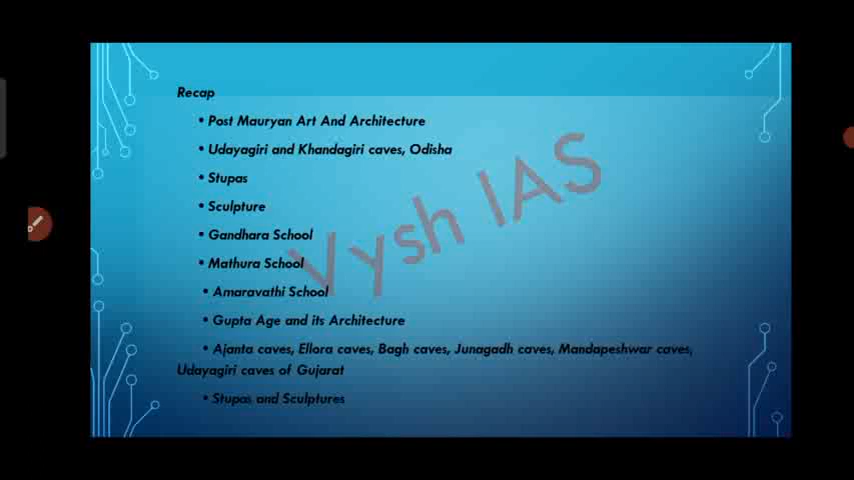 Recap
• Post Mauryan Art And Architecture
• Udayagiri and Khandagiri caves, Odisha
• Stupas
• Sculpture
• Gandhara School
• Mathura School
• Amaravathi School
• Gupta Age and its Architecture
• Ajanta caves, Ellora caves, Bagh caves, Junagadh caves, Mandapeshwar caves,
Udayagiri caves of Gujarat
• Stupas and Sculptures
Vysh IAS